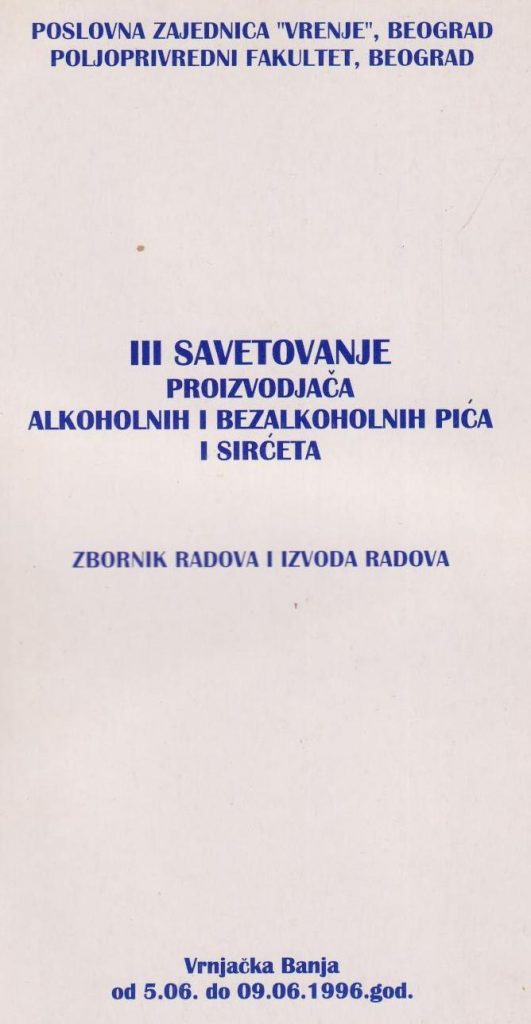 POSLOVNA ZAJEDNICA "VRENJE", BEOGRAD
POLJOPRIVREDNI FAKULTET, BEOGRAD
III SAVETOVANJE
PROIZVODJAČA
ALKOHOLNIH I BEZALKOHOLNIH PIĆA
I SIRĆETA
ZBORNIK RADOVA I IZVODA RADOVA
Vrnjačka Banja
od 5.06. do 09.06.1996.god.